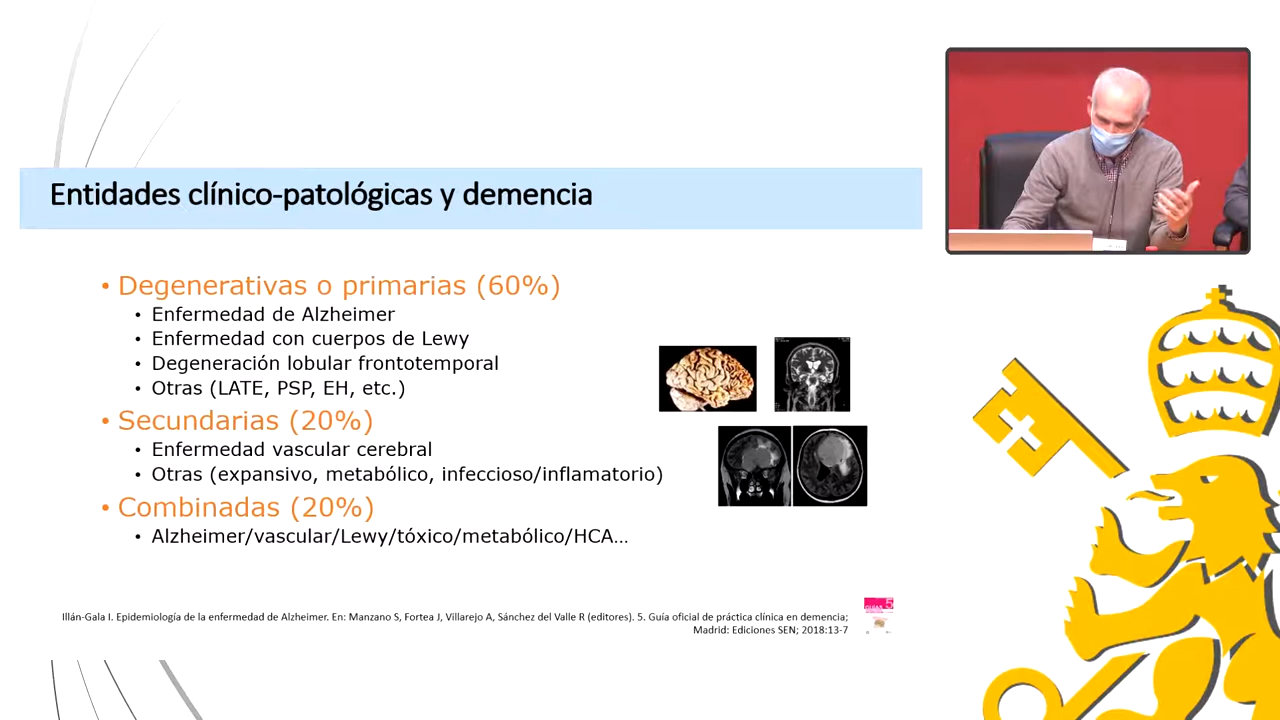 Entidades clínico-patológicas y demencia
• Degenerativas o primarias (60%)
• Enfermedad de Alzheimer
• Enfermedad con cuerpos de Lewy
• Degeneración lobular frontotemporal
• Otras (LATE, PSP, EH, etc.)
• Secundarias (20%)
• Enfermedad vascular cerebral
• Otras (expansivo, metabólico, infeccioso/inflamatorio)
• Combinadas (20%)
• Alzheimer/vascular/Lewy/tóxico/metabólico/HCA...
Illán-Gala I. Epidemiología de la enfermedad de Alzheimer. En: Manzano S, Fortea J, Villarejo A, Sánchez del Valle R (editores). 5. Guía oficial de práctica clínica en demencia;
Madrid: Ediciones SEN; 2018:13-7
GUÍAS 5